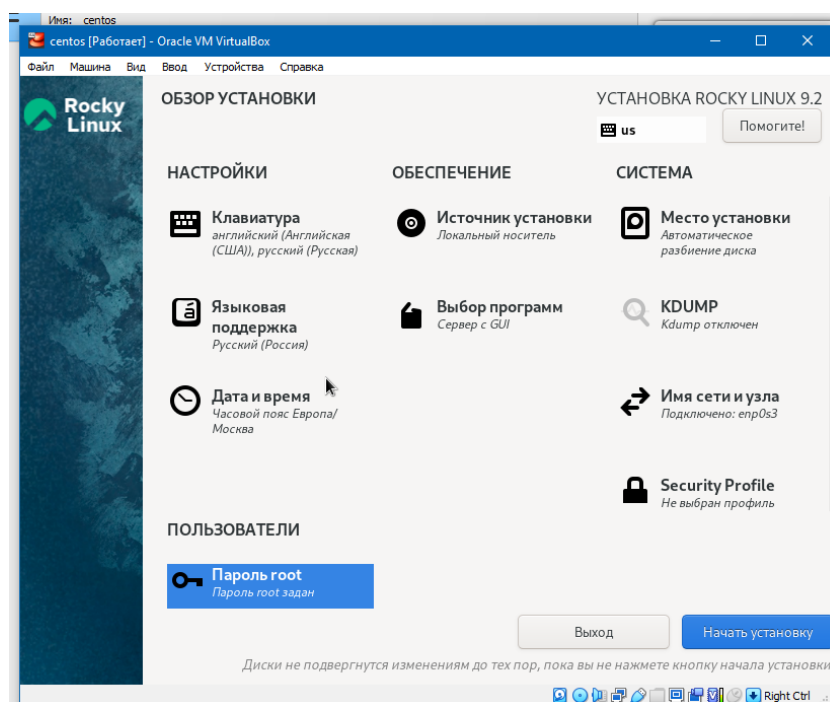 Имя: centos
centos [Работает] - Oracle VM VirtualBox
Файл Машина Вид Ввод Устройства Справка
Rocky
Linux
ОБЗОР УСТАНОВКИ
УСТАНОВКА ROCKY LINUX 9.2
us
Помогите!
НАСТРОЙКИ
Клавиатура
английский (Английская
(США)), русский (Русская)
Языковая
поддержка
Русский (Россия)
Дата и время
Часовой пояс Европа/
Москва
ОБЕСПЕЧЕНИЕ
Источник установки
Локальный носитель
Выбор программ
Сервер с GUI
СИСТЕМА
Место установки
Автоматическое
разбиение диска
KDUMP
Kdump отключен
Имя сети и узла
Подключено: enp0s3
Security Profile
Не выбран профиль
ПОЛЬЗОВАТЕЛИ
Пароль root
Пароль root задан
Выход
Начать установку
Диски не подвергнутся изменениям до тех пор, пока вы не нажмете кнопку начала установки
Right Ctrl